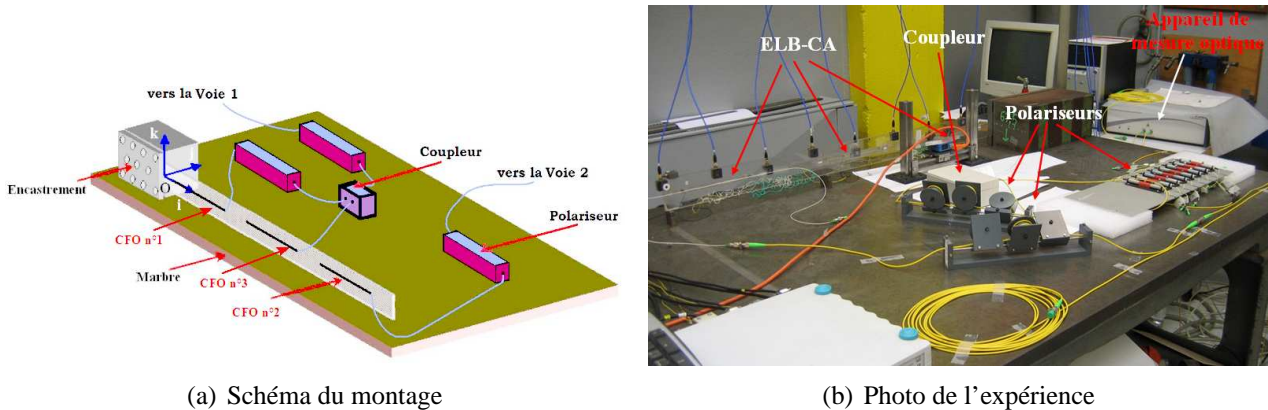 vers la Voie 1
k
Coupleur
vers la Voie 2
Encastrement
O
i
Polariseur
CFO n°1
Marbre
CFO n°3
CFO n°2
(a) Schéma du montage
Appareil de
mesure optique
ELB-CA
Coupleur
Polariseurs
(b) Photo de l'expérience